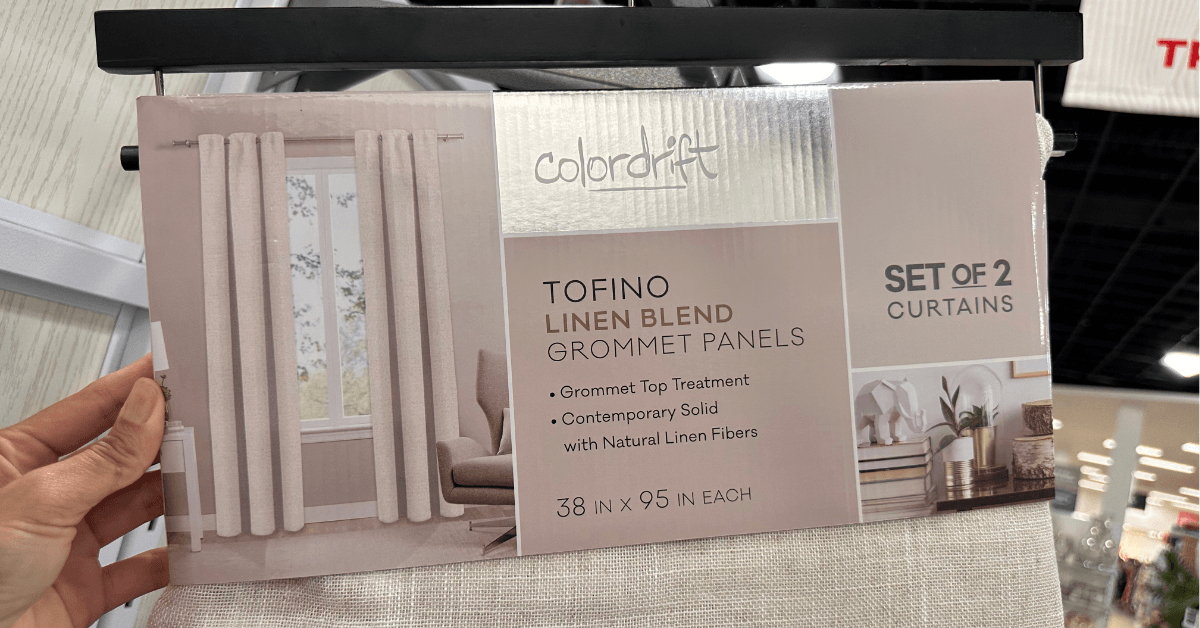 colordrift
TOFINO
LINEN BLEND
GROMMET PANELS
• Grommet Top Treatment
• Contemporary Solid
with Natural Linen Fibers
38 IN X 95 IN EACH
SET OF 2
CURTAINS